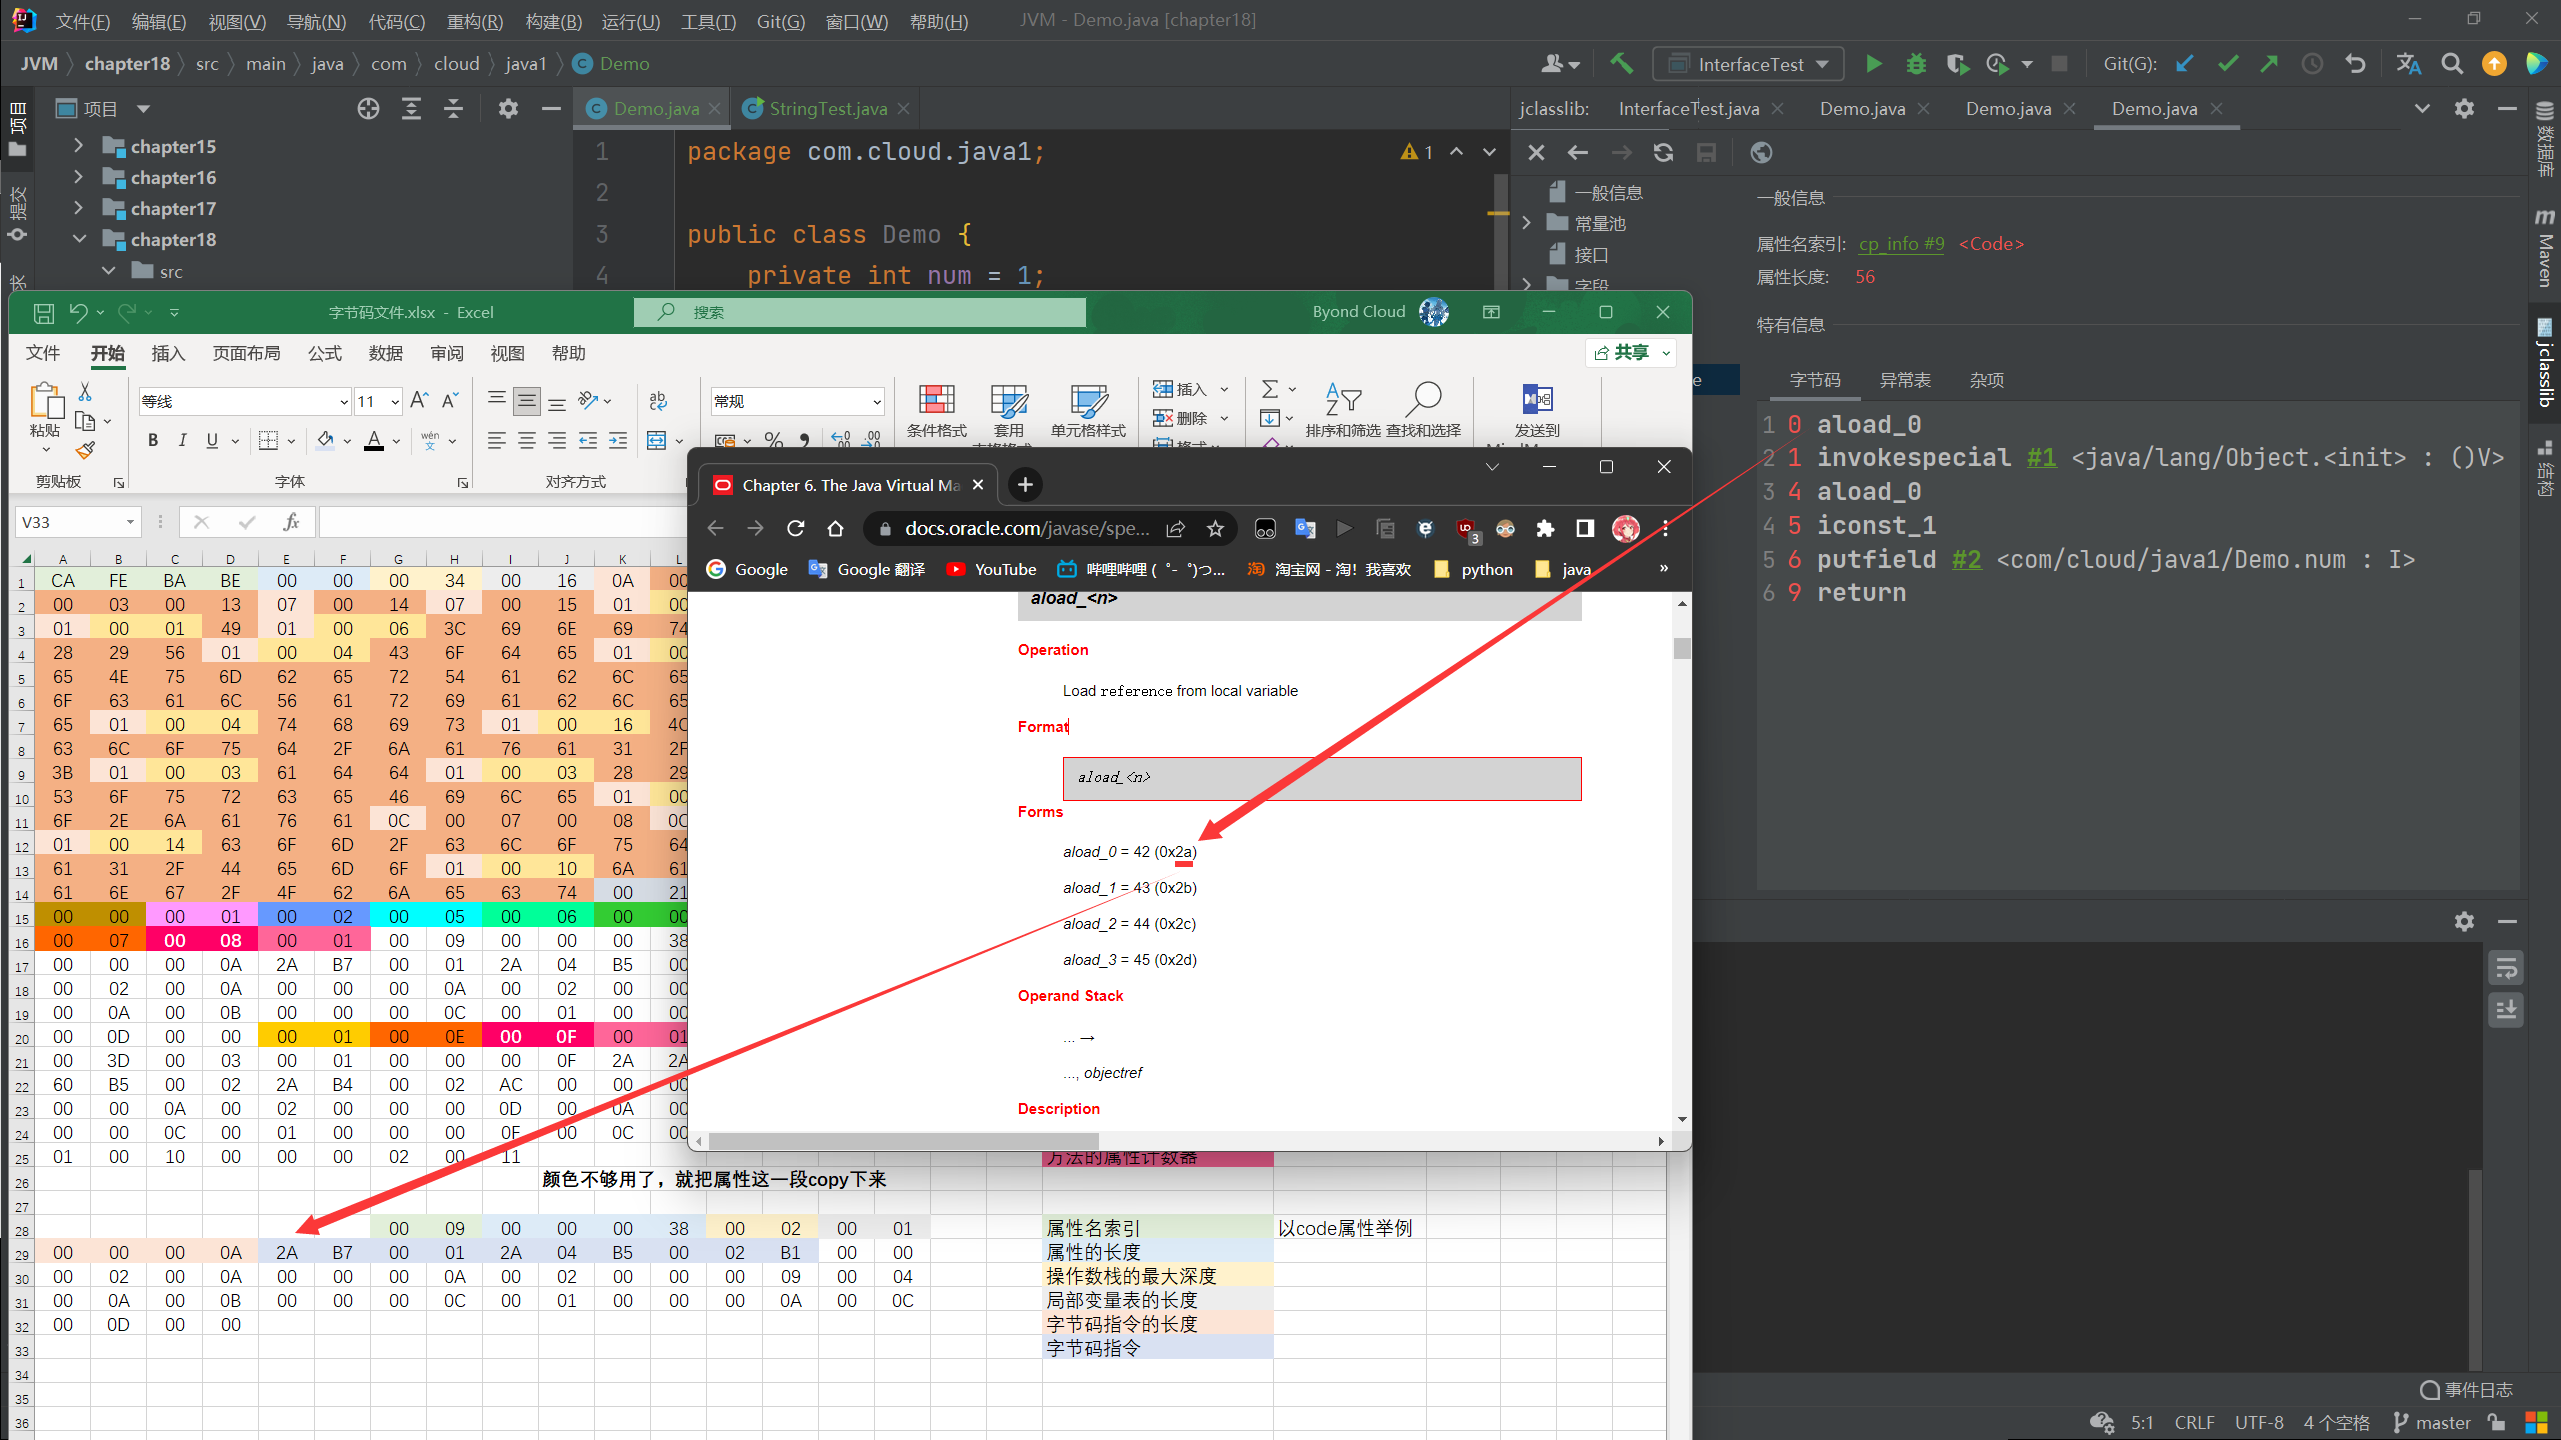 文件(F) 编辑(E) 视图(V) 导航(N) 代码(C) 重构(R) 构建(B) 运行(U) 工具(T) Git(G) 窗口(W) 帮助(H) JVM - Demo.java [chapter18]
JVM chapter18 src main java com cloud java1 Demo InterfaceTest Git(G):
项目
提交
项目
chapter15
chapter16
chapter17
chapter18
src
Demo.java StringTest.java
1 package com.cloud.java1;
2
3 public class Demo {
4 private int num = 1;
1
jclasslib: InterfaceTest.java Demo.java Demo.java Demo.java
一般信息
常量池
接口
字段
一般信息
属性名索引: cp_info #9 <Code>
属性长度: 56
特有信息
字节码 异常表 杂项
1 0 aload_0
2 1 invokespecial #1 <java/lang/Object.<init> : ()V>
3 4 aload_0
4 5 iconst_1
5 6 putfield #2 <com/cloud/java1/Demo.num : I>
6 9 return
数据库
Maven
jclasslib
结构
字节码文件.xlsx - Excel
搜索
Byond Cloud
文件 开始 插入 页面布局 公式 数据 审阅 视图 帮助 共享
粘贴
剪贴板
等线 11
B I U A wén
字体
ab
对齐方式
常规
条件格式 套用 单元格样式
插入
删除
排序和筛选 查找和选择
发送到
V33 fx
A B C D E F G H I J K L
1 CA FE BA BE 00 00 00 34 00 16 0A 00
2 00 03 00 13 07 00 14 07 00 15 01 00
3 01 00 01 49 01 00 06 3C 69 6E 69 74
4 28 29 56 01 00 04 43 6F 64 65 01 00
5 65 4E 75 6D 62 65 72 54 61 62 6C 65
6 6F 63 61 6C 56 61 72 69 61 62 6C 65
7 65 01 00 04 74 68 69 73 01 00 16 4C
8 63 6C 6F 75 64 2F 6A 61 76 61 31 2F
9 3B 01 00 03 61 64 64 01 00 03 28 29
10 53 6F 75 72 63 65 46 69 6C 65 01 00
11 6F 2E 6A 61 76 61 0C 00 07 00 08 0C
12 01 00 14 63 6F 6D 2F 63 6C 6F 75 64
13 61 31 2F 44 65 6D 6F 01 00 10 6A 61
14 61 6E 67 2F 4F 62 6A 65 63 74 00 21
15 00 00 00 01 00 02 00 05 00 06 00 00
16 00 07 00 08 00 01 00 09 00 00 00 38
17 00 00 00 0A 2A B7 00 01 2A 04 B5 00
18 00 02 00 0A 00 00 00 0A 00 02 00 00
19 00 0A 00 0B 00 00 00 0C 00 01 00 00
20 00 0D 00 00 00 01 00 0E 00 0F 00 01
21 00 3D 00 03 00 01 00 00 00 0F 2A 2A
22 60 B5 00 02 2A B4 00 02 AC 00 00 00
23 00 00 0A 00 02 00 00 00 0D 00 0A 00
24 00 00 0C 00 01 00 00 00 0F 00 0C 00
25 01 00 10 00 00 00 02 00 11
26 颜色不够用了，就把属性这一段copy下来
27
28 00 09 00 00 00 38 00 02 00 01
29 00 00 00 0A 2A B7 00 01 2A 04 B5 00 02 B1 00 00
30 00 02 00 0A 00 00 00 0A 00 02 00 00 00 09 00 04
31 00 0A 00 0B 00 00 00 0C 00 01 00 00 00 0A 00 0C
32 00 0D 00 00
33
34
35
36
方法的属性计数器
属性名索引 以code属性举例
属性的长度
操作数栈的最大深度
局部变量表的长度
字节码指令的长度
字节码指令
Chapter 6. The Java Virtual Ma
docs.oracle.com/javase/spe...
3
Google Google 翻译 YouTube 哔哩哔哩 ( ゜- ゜)つ... 淘宝网 - 淘！我喜欢 python java »
aload_<n>
Operation
Load reference from local variable
Format
aload_<n>
Forms
aload_0 = 42 (0x2a)
aload_1 = 43 (0x2b)
aload_2 = 44 (0x2c)
aload_3 = 45 (0x2d)
Operand Stack
... →
..., objectref
Description
事件日志
5:1 CRLF UTF-8 4 个空格 master